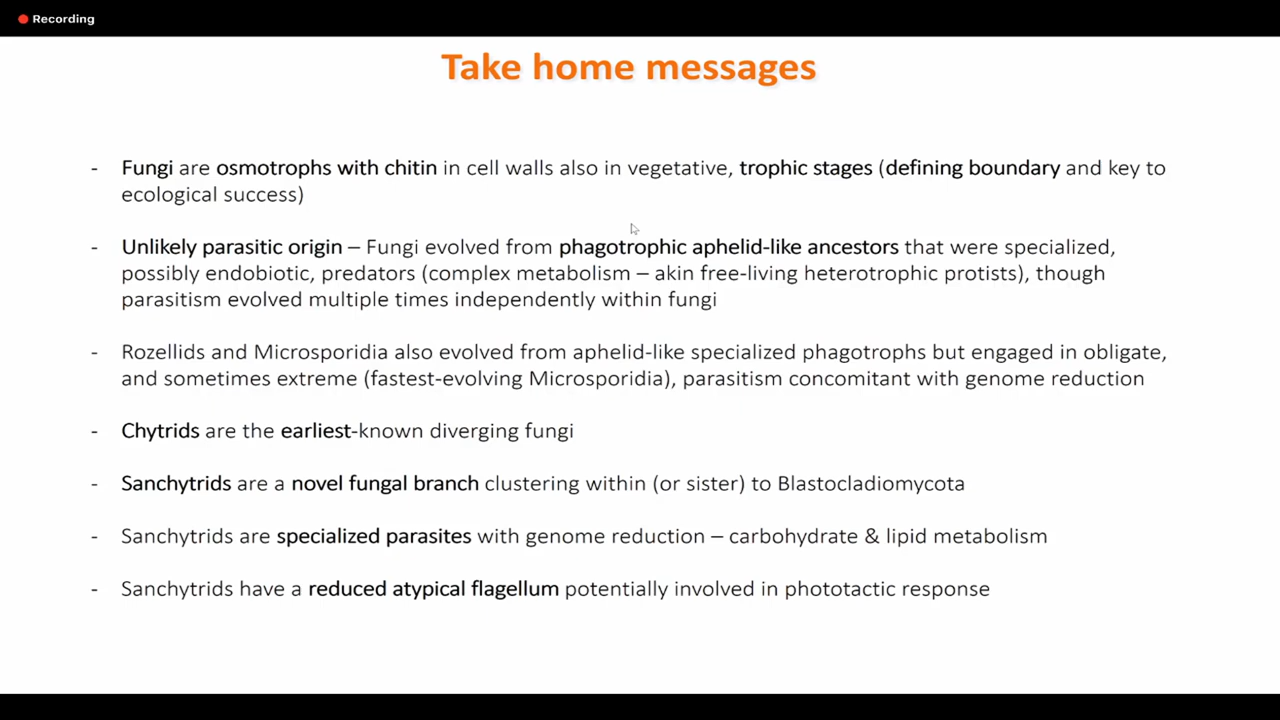 Recording
Take home messages
- Fungi are osmotrophs with chitin in cell walls also in vegetative, trophic stages (defining boundary and key to
ecological success)
- Unlikely parasitic origin – Fungi evolved from phagotrophic aphelid-like ancestors that were specialized,
possibly endobiotic, predators (complex metabolism – akin free-living heterotrophic protists), though
parasitism evolved multiple times independently within fungi
- Rozellids and Microsporidia also evolved from aphelid-like specialized phagotrophs but engaged in obligate,
and sometimes extreme (fastest-evolving Microsporidia), parasitism concomitant with genome reduction
- Chytrids are the earliest-known diverging fungi
- Sanchytrids are a novel fungal branch clustering within (or sister) to Blastocladiomycota
- Sanchytrids are specialized parasites with genome reduction – carbohydrate & lipid metabolism
- Sanchytrids have a reduced atypical flagellum potentially involved in phototactic response